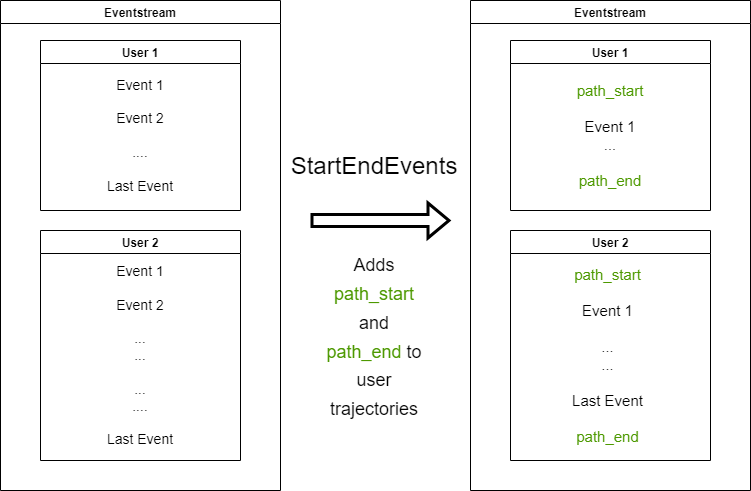 Eventstream
User 1
Event 1
Event 2
....
Last Event
User 2
Event 1
Event 2
...
...
...
....
Last Event
StartEndEvents
Adds
path_start
and
path_end to
user
trajectories
Eventstream
User 1
path_start
Event 1
...
path_end
User 2
path_start
Event 1
...
...
Last Event
path_end